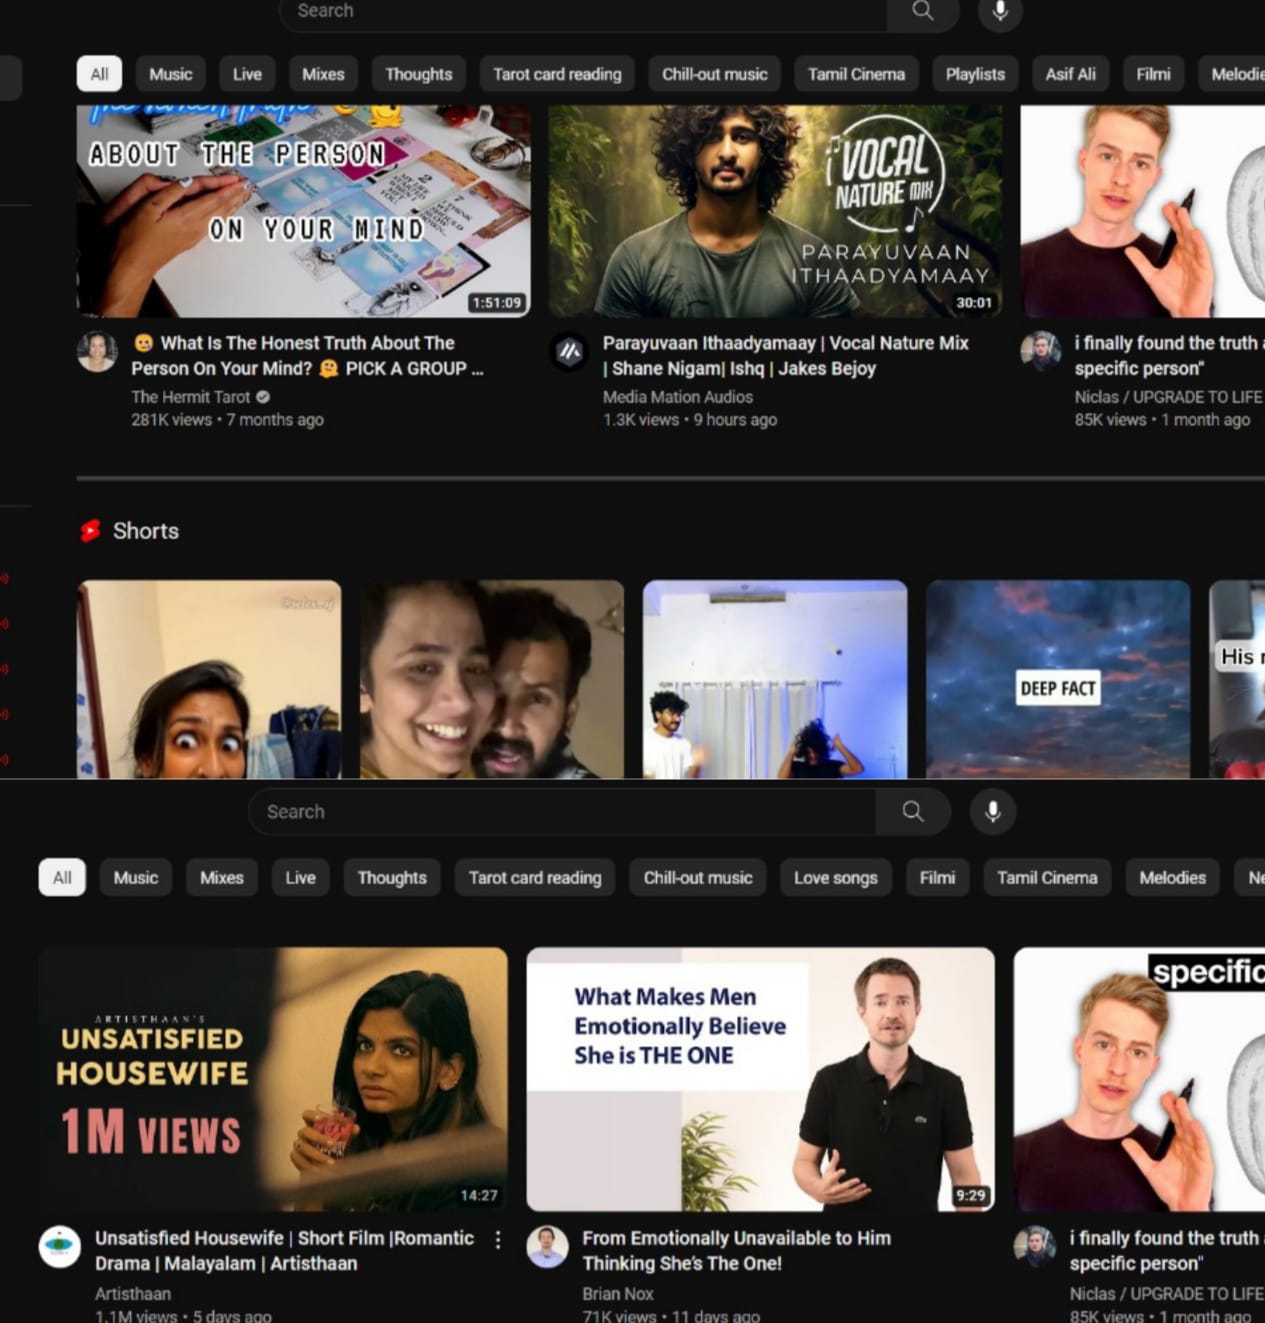 Search
All
Music
Live
Mixes
Thoughts
Tarot card reading
Chill-out music
Tamil Cinema
Playlists
Asif Ali
Filmi
Melodie
ABOUT THE PERSON
ON YOUR MIND
1:51:09
VOCAL
NATURE MIX
PARAYUVAAN
ITHAADYAMAAY
30:01
😢 What Is The Honest Truth About The
Person On Your Mind? 🤗 PICK A GROUP ...
The Hermit Tarot
281K views • 7 months ago
Parayuvaan Ithaadyamaay | Vocal Nature Mix
| Shane Nigam| Ishq | Jakes Bejoy
Media Mation Audios
1.3K views • 9 hours ago
i finally found the truth
specific person"
Niclas / UPGRADE TO LIFE
85K views • 1 month ago
Shorts
DEEP FACT
His
Search
All
Music
Mixes
Live
Thoughts
Tarot card reading
Chill-out music
Love songs
Filmi
Tamil Cinema
Melodies
Ne
ARTISTHAAN'S
UNSATISFIED
HOUSEWIFE
1M VIEWS
14:27
What Makes Men
Emotionally Believe
She is THE ONE
9:29
specific
Unsatisfied Housewife | Short Film |Romantic
Drama | Malayalam | Artisthaan
Artisthaan
1.1M views • 5 days ago
From Emotionally Unavailable to Him
Thinking She's The One!
Brian Nox
71K views • 11 days ago
i finally found the truth
specific person"
Niclas / UPGRADE TO LIFE
85K views • 1 month ago